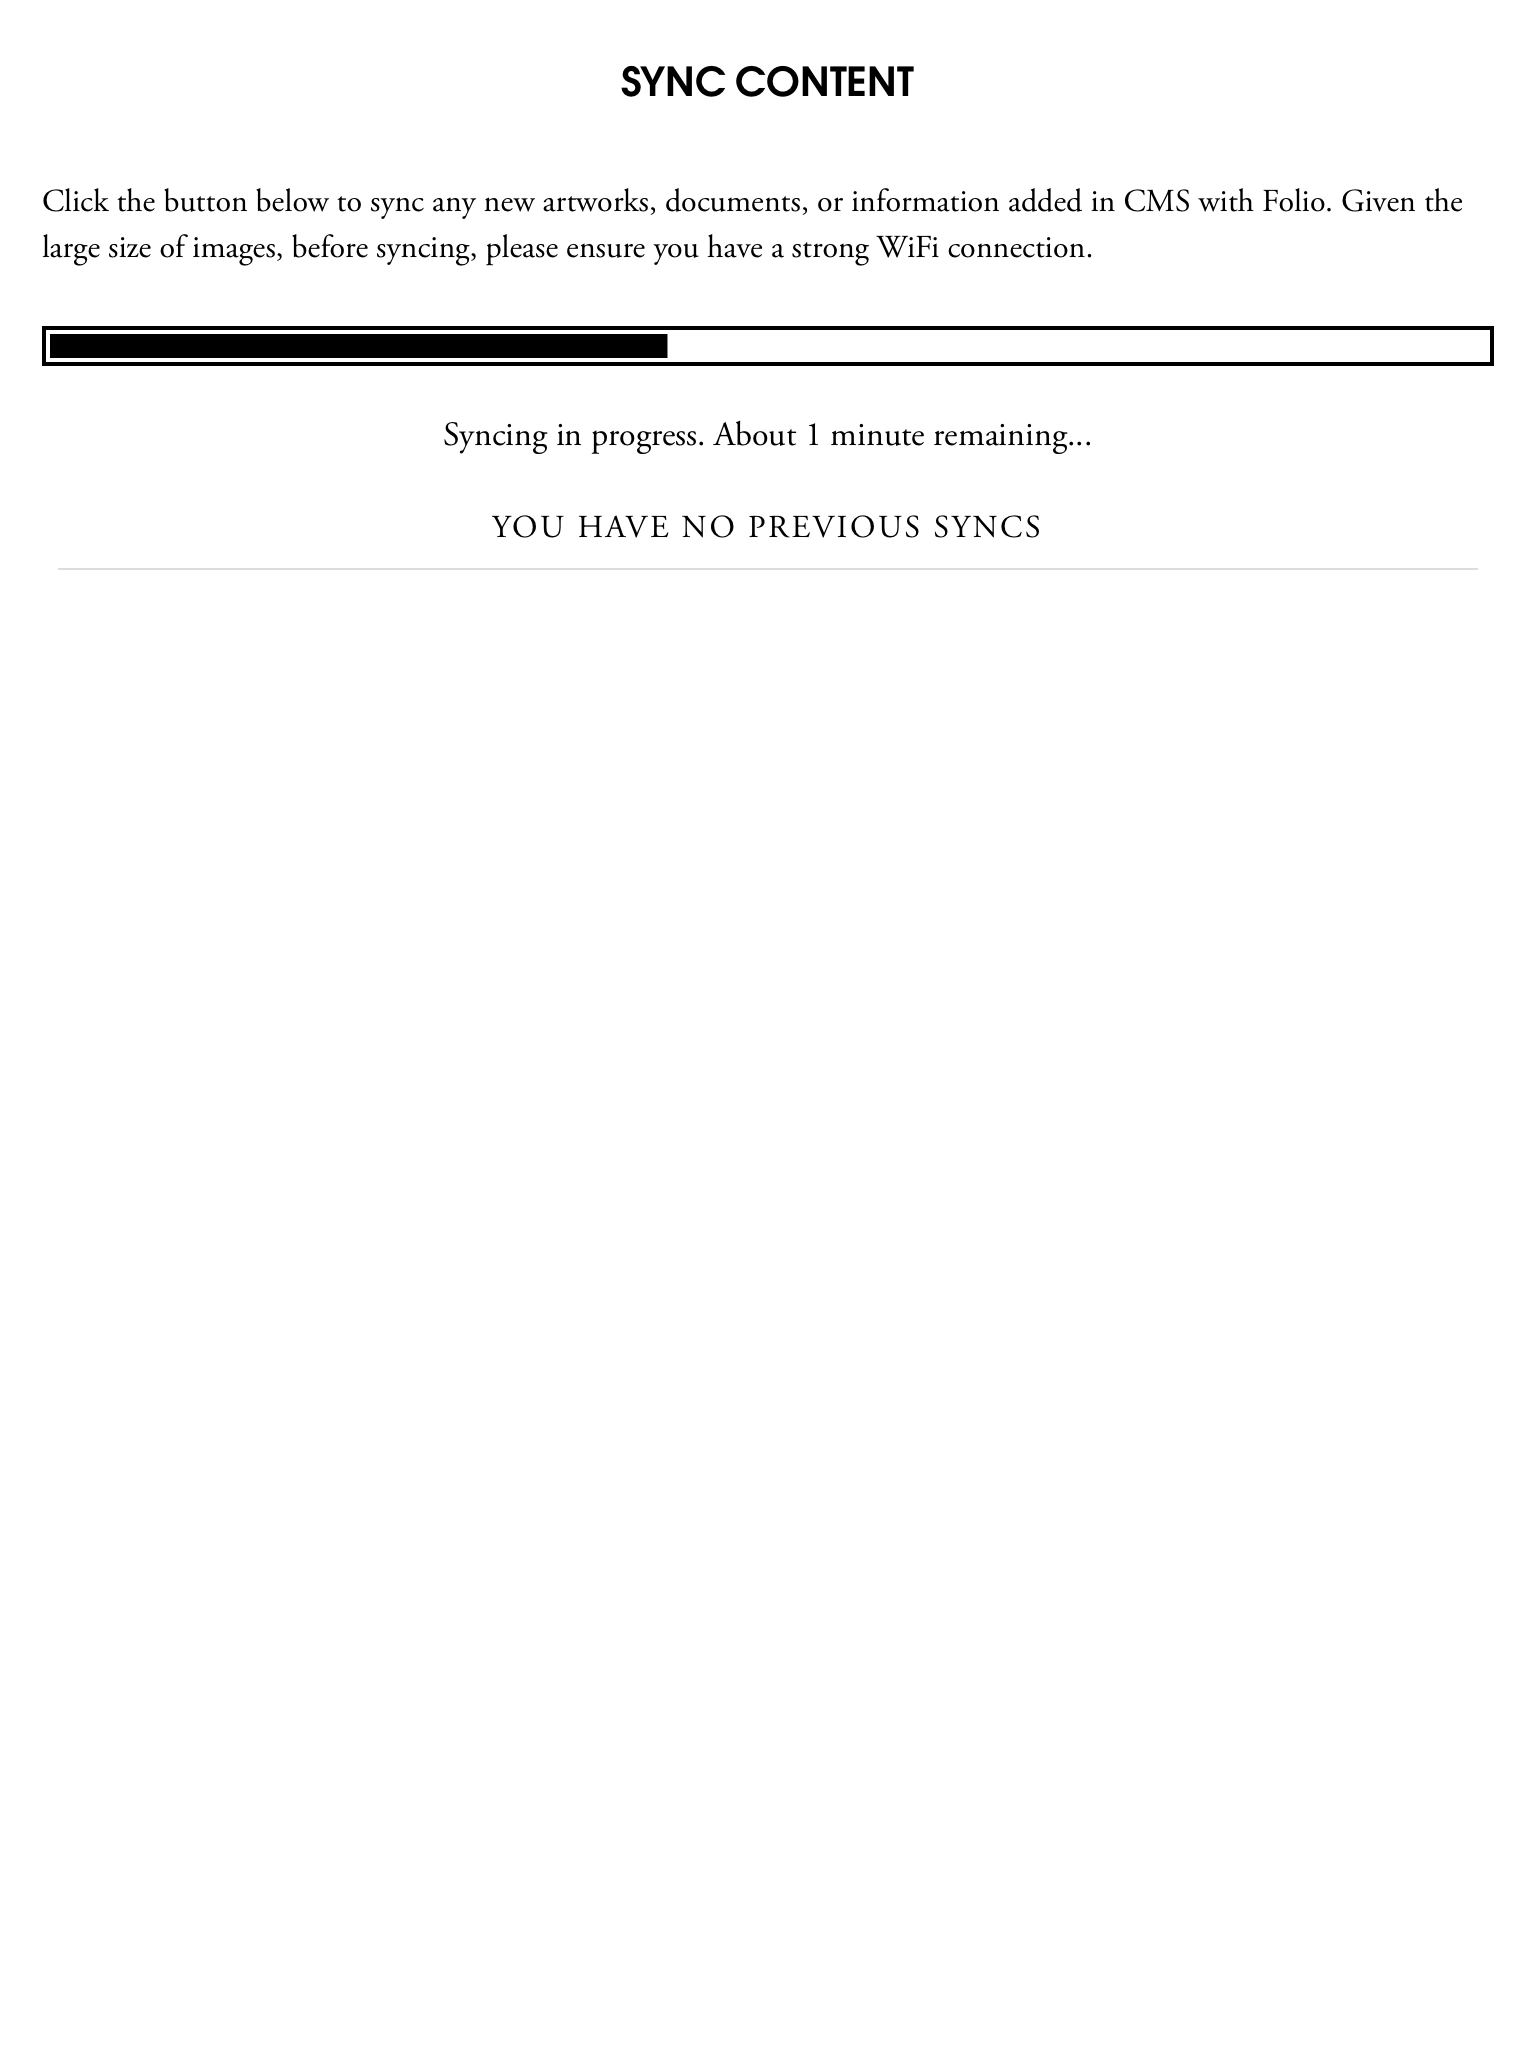 SYNC CONTENT
Click the button below to sync any new artworks, documents, or information added in CMS with Folio. Given the
large size of images, before syncing, please ensure you have a strong WiFi connection.
Syncing in progress. About 1 minute remaining...
YOU HAVE NO PREVIOUS SYNCS